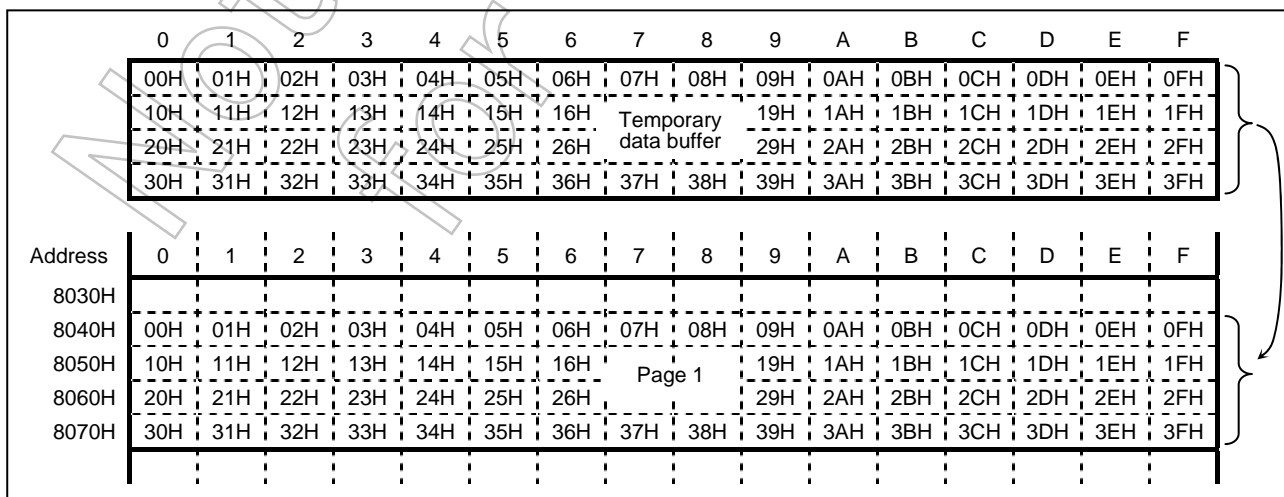 0 1 2 3 4 5 6 7 8 9 A B C D E F
00H 01H 02H 03H 04H 05H 06H 07H 08H 09H 0AH 0BH 0CH 0DH 0EH 0FH
10H 11H 12H 13H 14H 15H 16H 19H 1AH 1BH 1CH 1DH 1EH 1FH
Temporary
data buffer
20H 21H 22H 23H 24H 25H 26H 29H 2AH 2BH 2CH 2DH 2EH 2FH
30H 31H 32H 33H 34H 35H 36H 37H 38H 39H 3AH 3BH 3CH 3DH 3EH 3FH
Address 0 1 2 3 4 5 6 7 8 9 A B C D E F
8030H
8040H 00H 01H 02H 03H 04H 05H 06H 07H 08H 09H 0AH 0BH 0CH 0DH 0EH 0FH
8050H 10H 11H 12H 13H 14H 15H 16H Page 1 19H 1AH 1BH 1CH 1DH 1EH 1FH
8060H 20H 21H 22H 23H 24H 25H 26H 29H 2AH 2BH 2CH 2DH 2EH 2FH
8070H 30H 31H 32H 33H 34H 35H 36H 37H 38H 39H 3AH 3BH 3CH 3DH 3EH 3FH
for